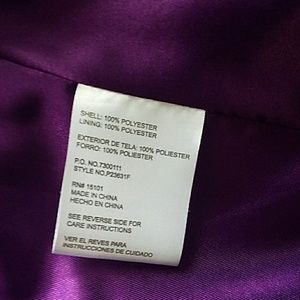 SHELL: 100% POLYESTER
LINING: 100% POLYESTER
EXTERIOR DE TELA: 100% POLIESTER
FORRO: 100% POLIESTER
P.O. NO.7300111
STYLE NO.P23631F
RN# 15101
MADE IN CHINA
HECHO EN CHINA
SEE REVERSE SIDE FOR
CARE INSTRUCTIONS
VER EL REVES PARA
INSTRUCCIONES DE CUIDADO